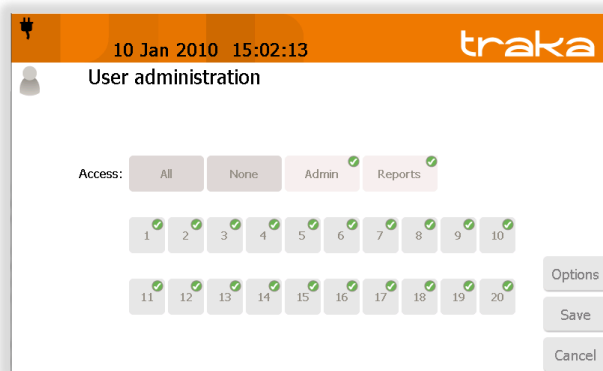 10 Jan 2010 15:02:13
traka
User administration
Access: All None Admin Reports
1 2 3 4 5 6 7 8 9 10
11 12 13 14 15 16 17 18 19 20
Options
Save
Cancel